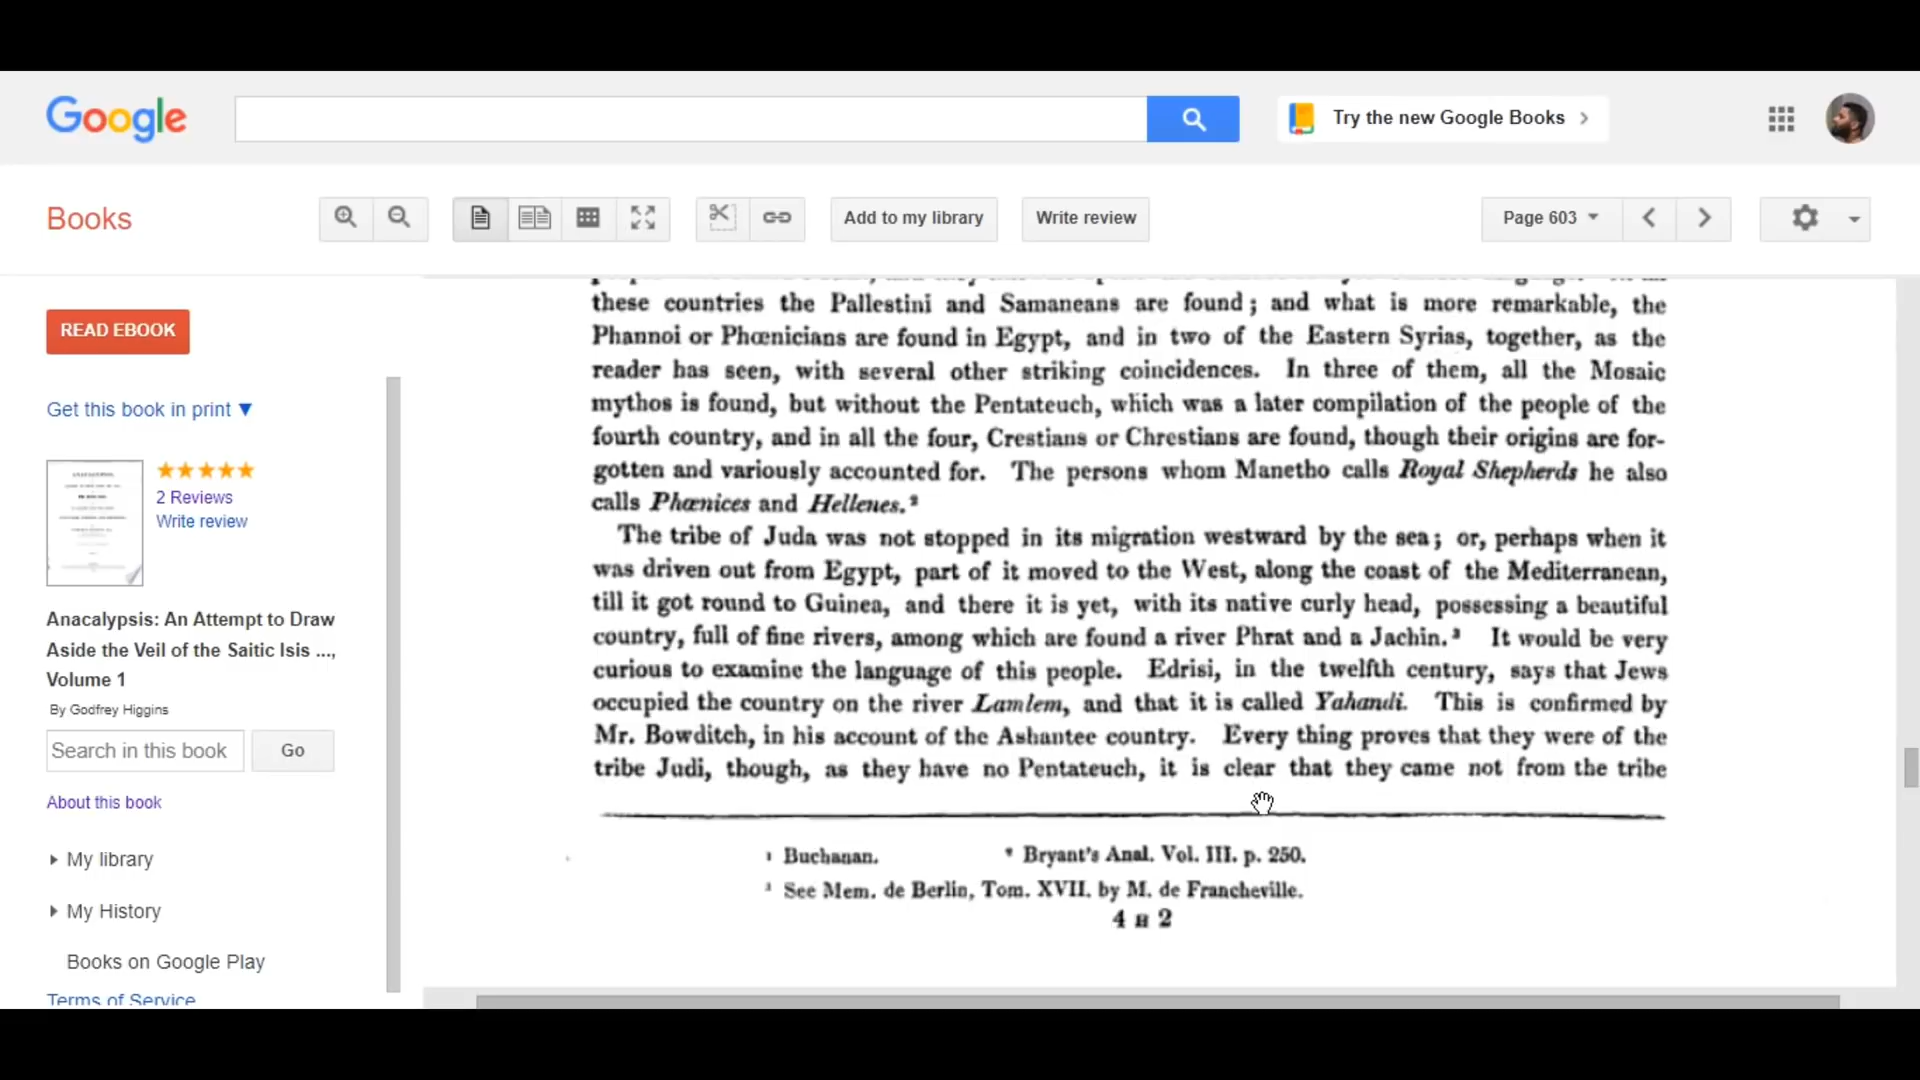 Google
Try the new Google Books
Books
Add to my library
Write review
Page 603
READ EBOOK
Get this book in print ▼
2 Reviews
Write review
Anacalypsis: An Attempt to Draw
Aside the Veil of the Saitic Isis ...,
Volume 1
By Godfrey Higgins
Search in this book
Go
About this book
My library
My History
Books on Google Play
Terms of Service
these countries the Pallestini and Samaneans are found; and what is more remarkable, the
Phannoi or Phœnicians are found in Egypt, and in two of the Eastern Syrias, together, as the
reader has seen, with several other striking coincidences. In three of them, all the Mosaic
mythos is found, but without the Pentateuch, which was a later compilation of the people of the
fourth country, and in all the four, Crestians or Chrestians are found, though their origins are for-
gotten and variously accounted for. The persons whom Manetho calls Royal Shepherds he also
calls Phœnices and Hellenes.²
The tribe of Juda was not stopped in its migration westward by the sea; or, perhaps when it
was driven out from Egypt, part of it moved to the West, along the coast of the Mediterranean,
till it got round to Guinea, and there it is yet, with its native curly head, possessing a beautiful
country, full of fine rivers, among which are found a river Phrat and a Jachin.³ It would be very
curious to examine the language of this people. Edrisi, in the twelfth century, says that Jews
occupied the country on the river Lamlem, and that it is called Yahandi. This is confirmed by
Mr. Bowditch, in his account of the Ashantee country. Every thing proves that they were of the
tribe Judi, though, as they have no Pentateuch, it is clear that they came not from the tribe
¹ Buchanan. ² Bryant's Anal. Vol. III. p. 250.
³ See Mem. de Berlin, Tom. XVII. by M. de Francheville.
4 H 2